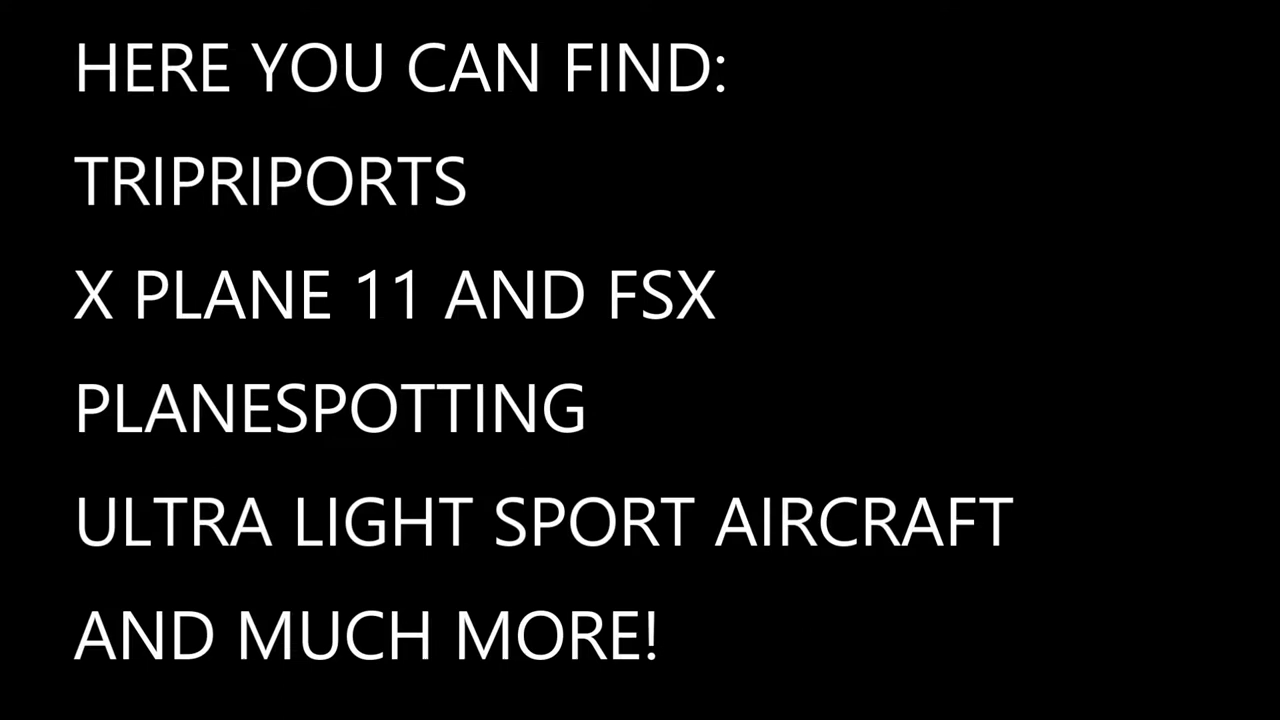 HERE YOU CAN FIND:
TRIPRIPORTS
X PLANE 11 AND FSX
PLANESPOTTING
ULTRA LIGHT SPORT AIRCRAFT
AND MUCH MORE!